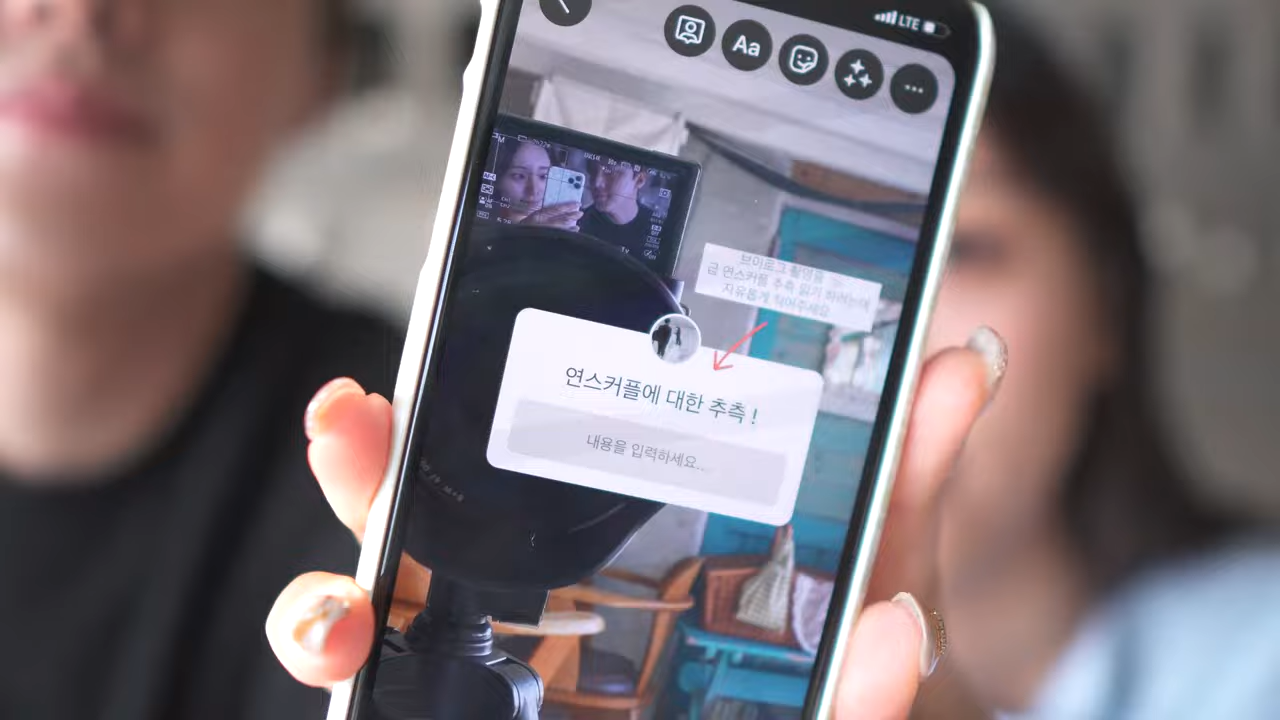 LTE
Aa
브이로그 촬영중
급 연스커플 추측 읽기 하려는데
자유롭게 적어주세요
연스커플에 대한 추측 !
내용을 입력하세요...